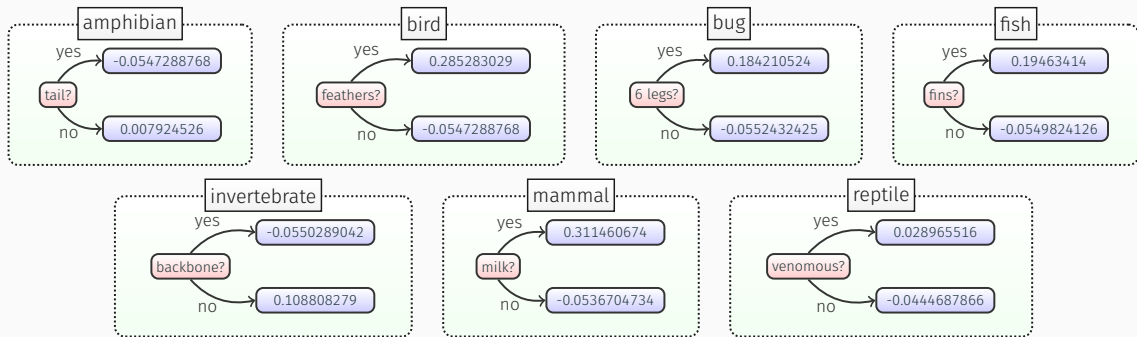 amphibian
yes
-0.0547288768
tail?
no
0.007924526
bird
yes
0.285283029
feathers?
no
-0.0547288768
bug
yes
0.184210524
6 legs?
no
-0.0552432425
fish
yes
0.19463414
fins?
no
-0.0549824126
invertebrate
yes
-0.0550289042
backbone?
no
0.108808279
mammal
yes
0.311460674
milk?
no
-0.0536704734
reptile
yes
0.028965516
venomous?
no
-0.0444687866